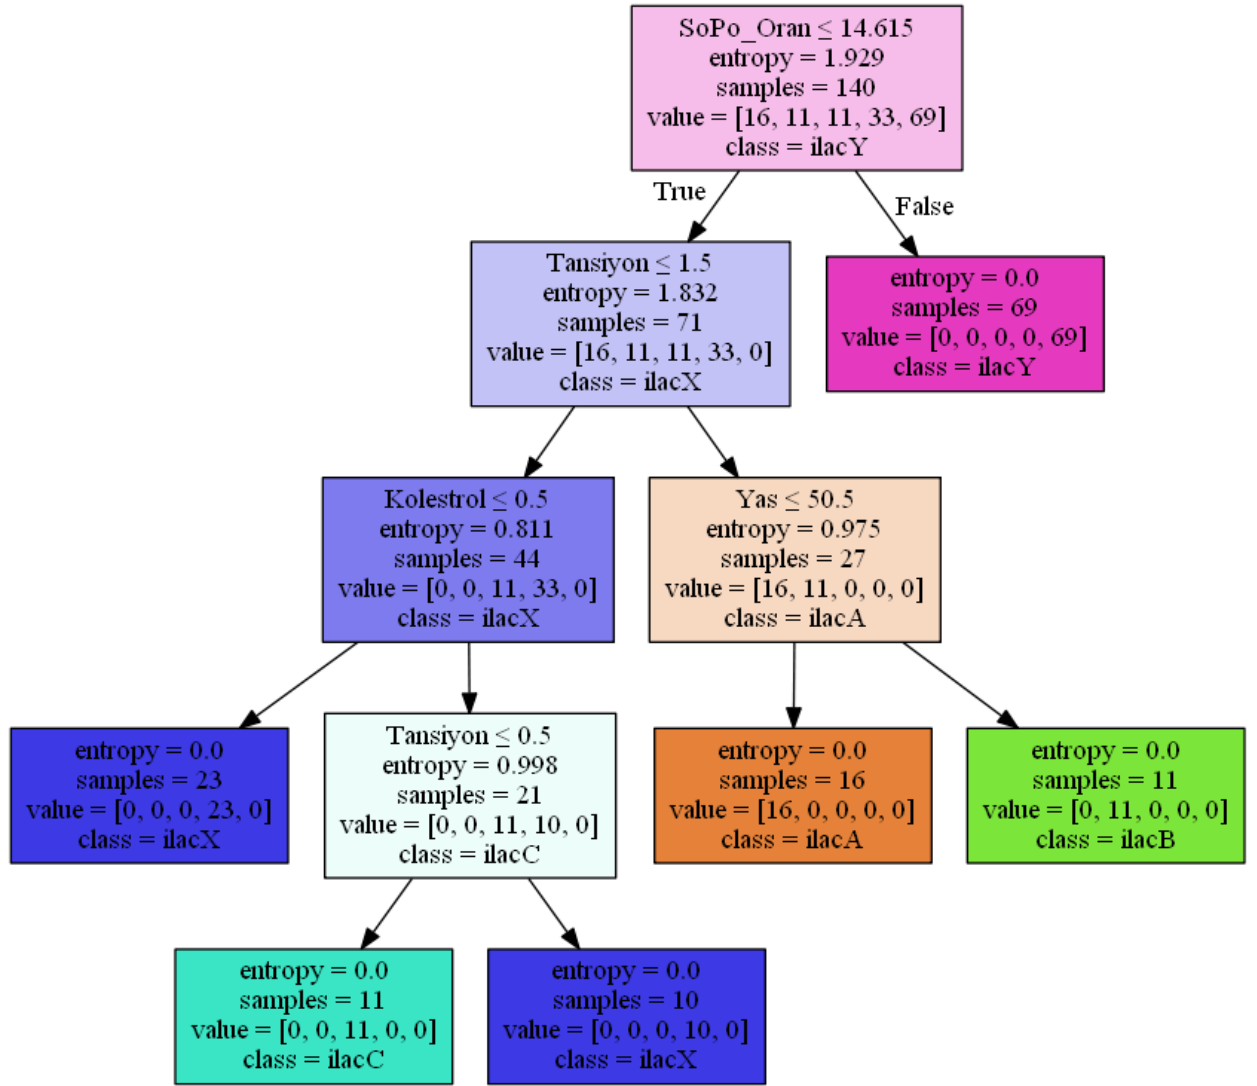 SoPo_Oran ≤ 14.615
entropy = 1.929
samples = 140
value = [16, 11, 11, 33, 69]
class = ilacY
True
False
Tansiyon ≤ 1.5
entropy = 1.832
samples = 71
value = [16, 11, 11, 33, 0]
class = ilacX
entropy = 0.0
samples = 69
value = [0, 0, 0, 0, 69]
class = ilacY
Kolestrol ≤ 0.5
entropy = 0.811
samples = 44
value = [0, 0, 11, 33, 0]
class = ilacX
Yas ≤ 50.5
entropy = 0.975
samples = 27
value = [16, 11, 0, 0, 0]
class = ilacA
entropy = 0.0
samples = 23
value = [0, 0, 0, 23, 0]
class = ilacX
Tansiyon ≤ 0.5
entropy = 0.998
samples = 21
value = [0, 0, 11, 10, 0]
class = ilacC
entropy = 0.0
samples = 16
value = [16, 0, 0, 0, 0]
class = ilacA
entropy = 0.0
samples = 11
value = [0, 11, 0, 0, 0]
class = ilacB
entropy = 0.0
samples = 11
value = [0, 0, 11, 0, 0]
class = ilacC
entropy = 0.0
samples = 10
value = [0, 0, 0, 10, 0]
class = ilacX